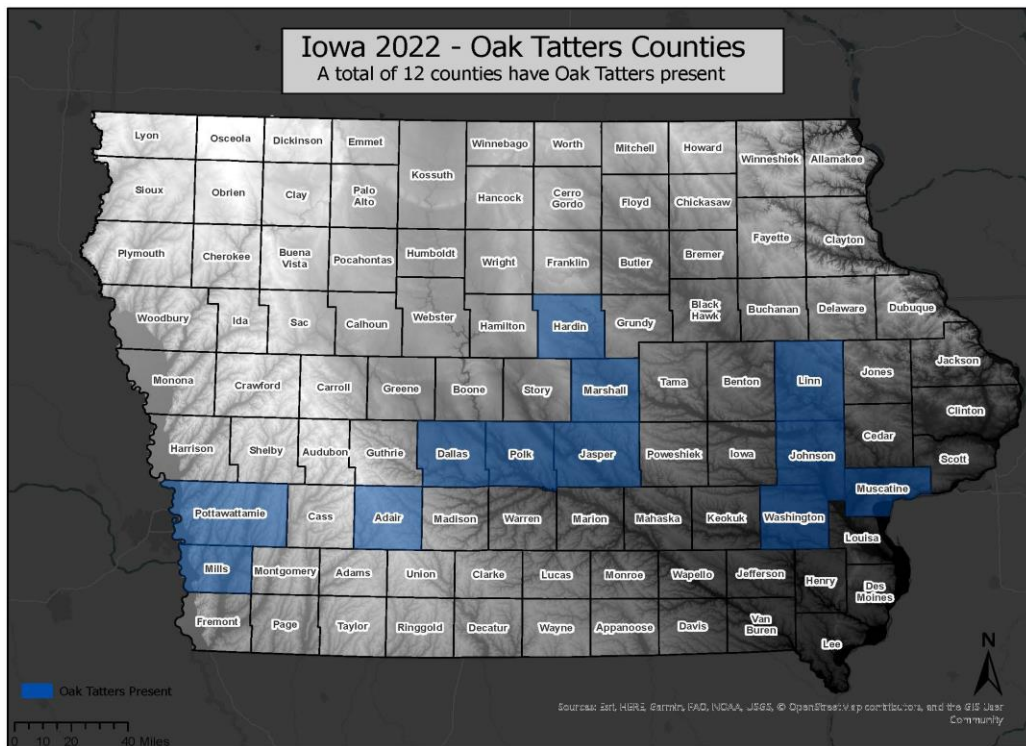 Iowa 2022 - Oak Tatters Counties
A total of 12 counties have Oak Tatters present
Lyon
Osceola
Dickinson
Emmet
Kossuth
Winnebago
Worth
Mitchell
Howard
Winneshiek
Allamakee
Sioux
Obrien
Clay
Palo
Alto
Hancock
Cerro
Gordo
Floyd
Chickasaw
Fayette
Clayton
Plymouth
Cherokee
Buena
Vista
Pocahontas
Humboldt
Wright
Franklin
Butler
Bremer
Woodbury
Ida
Sac
Calhoun
Webster
Hamilton
Hardin
Grundy
Black
Hawk
Buchanan
Delaware
Dubuque
Monona
Crawford
Carroll
Greene
Boone
Story
Marshall
Tama
Benton
Linn
Jones
Jackson
Clinton
Harrison
Shelby
Audubon
Guthrie
Dallas
Polk
Jasper
Poweshiek
Iowa
Johnson
Cedar
Scott
Pottawattamie
Cass
Adair
Madison
Warren
Marion
Mahaska
Keokuk
Washington
Muscatine
Louisa
Mills
Montgomery
Adams
Union
Clarke
Lucas
Monroe
Wapello
Jefferson
Henry
Des
Moines
Fremont
Page
Taylor
Ringgold
Decatur
Wayne
Appanoose
Davis
Van
Buren
Lee
N
Oak Tatters Present
Sources: Esri, HERE, Garmin, FAO, NOAA, USGS, © OpenStreetMap contributors, and the GIS User
Community
0 10 20 40 Miles